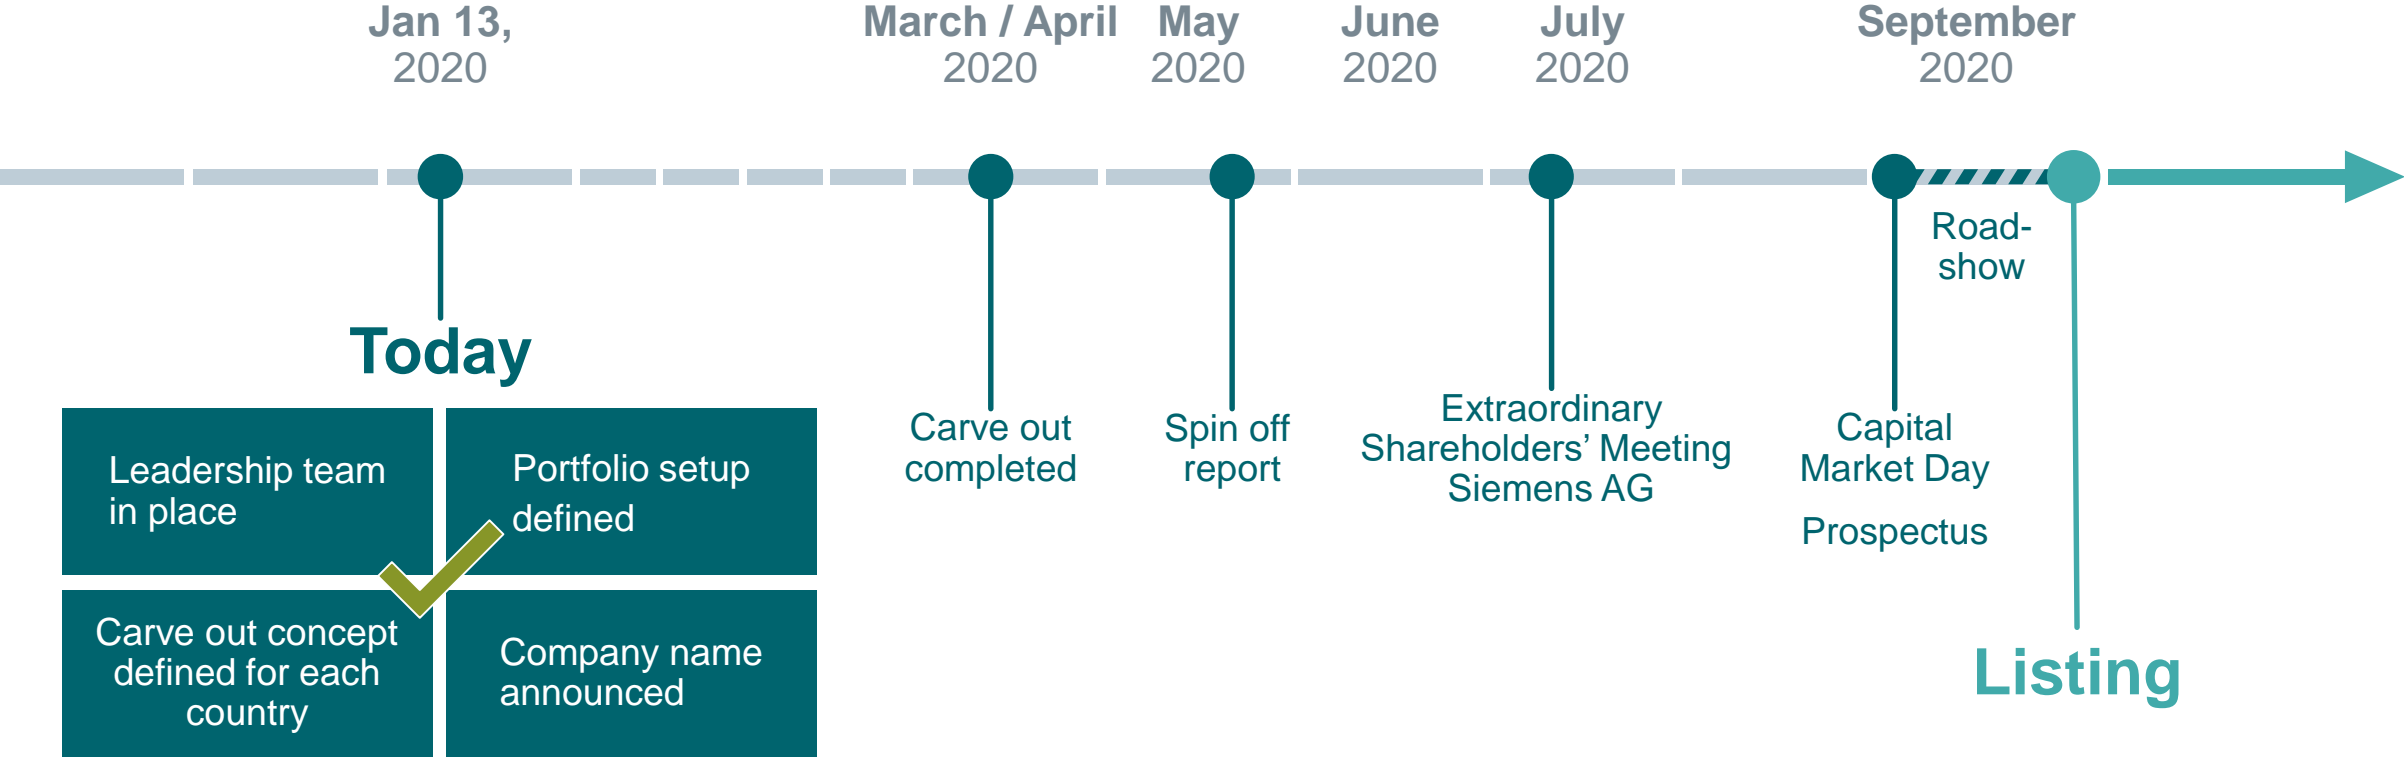 Jan 13,
2020
March / April
2020
May
2020
June
2020
July
2020
September
2020
Road-
show
Today
Leadership team
in place
Portfolio setup
defined
Carve out concept
defined for each
country
Company name
announced
Carve out
completed
Spin off
report
Extraordinary
Shareholders’ Meeting
Siemens AG
Capital
Market Day
Prospectus
Listing